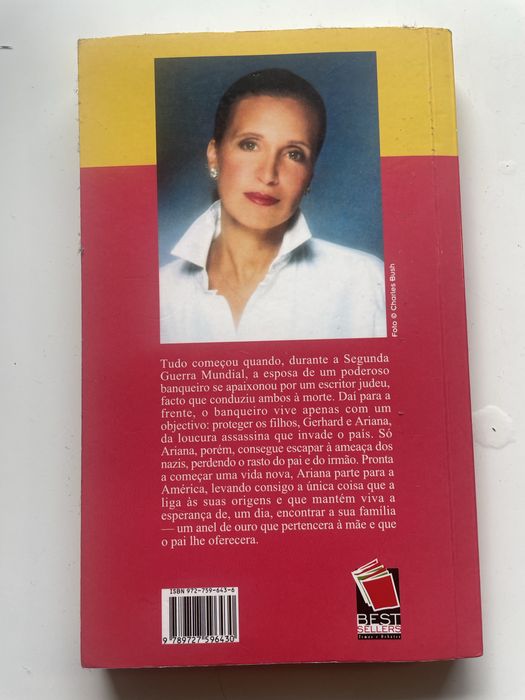 Foto © Charles Bush
Tudo começou quando, durante a Segunda
Guerra Mundial, a esposa de um poderoso
banqueiro se apaixonou por um escritor judeu,
facto que conduziu ambos à morte. Daí para a
frente, o banqueiro vive apenas com um
objectivo: proteger os filhos, Gerhard e Ariana,
da loucura assassina que invade o país. Só
Ariana, porém, consegue escapar à ameaça dos
nazis, perdendo o rasto do pai e do irmão. Pronta
a começar uma vida nova, Ariana parte para a
América, levando consigo a única coisa que a
liga às suas origens e que mantém viva a
esperança de, um dia, encontrar a sua família
— um anel de ouro que pertencera à mãe e que
o pai lhe oferecera.
ISBN 972-759-643-6
9 789727 596430
BEST
SELLERS
Temas e Debates